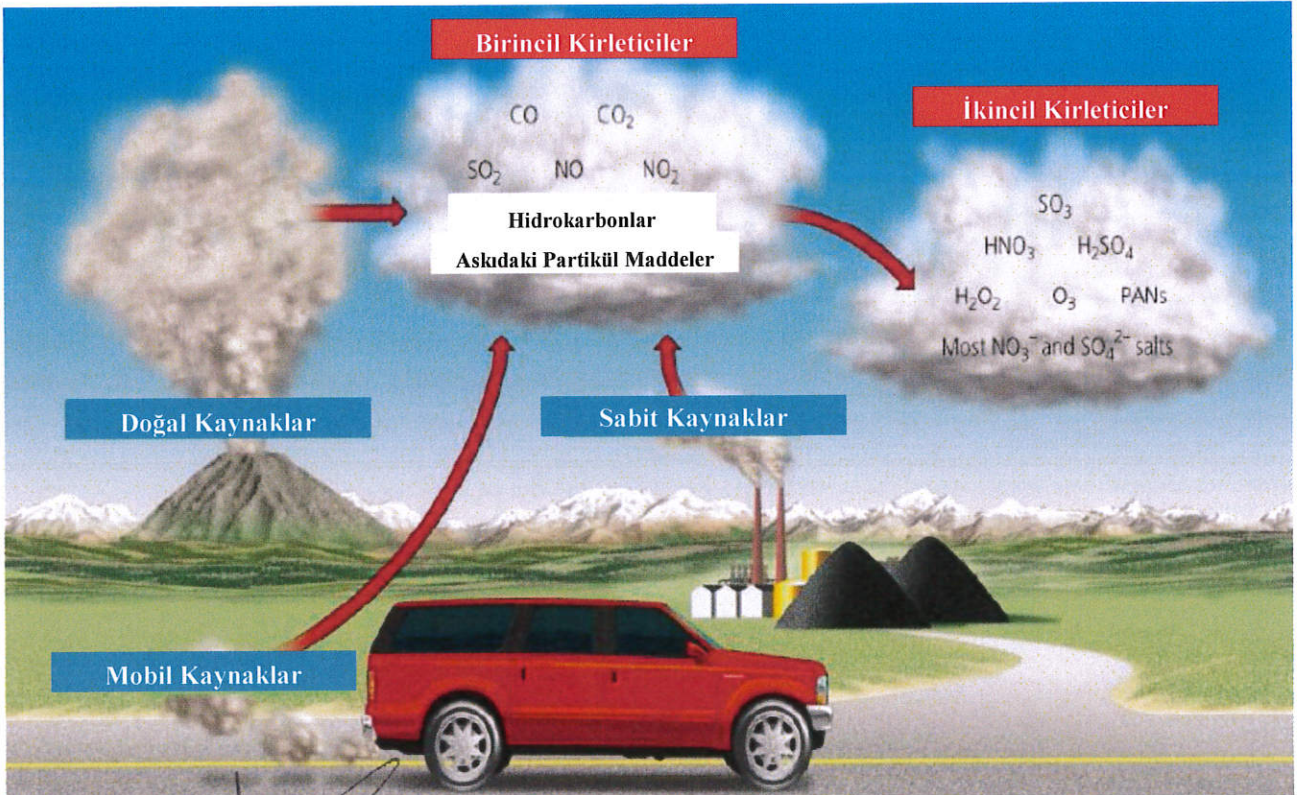 Birincil Kirleticiler
CO CO₂
SO₂ NO NO₂
Hidrokarbonlar
Askıdaki Partikül Maddeler
İkincil Kirleticiler
SO₃
HNO₃ H₂SO₄
H₂O₂ O₃ PANs
Most NO₃⁻ and SO₄²⁻ salts
Doğal Kaynaklar
Sabit Kaynaklar
Mobil Kaynaklar